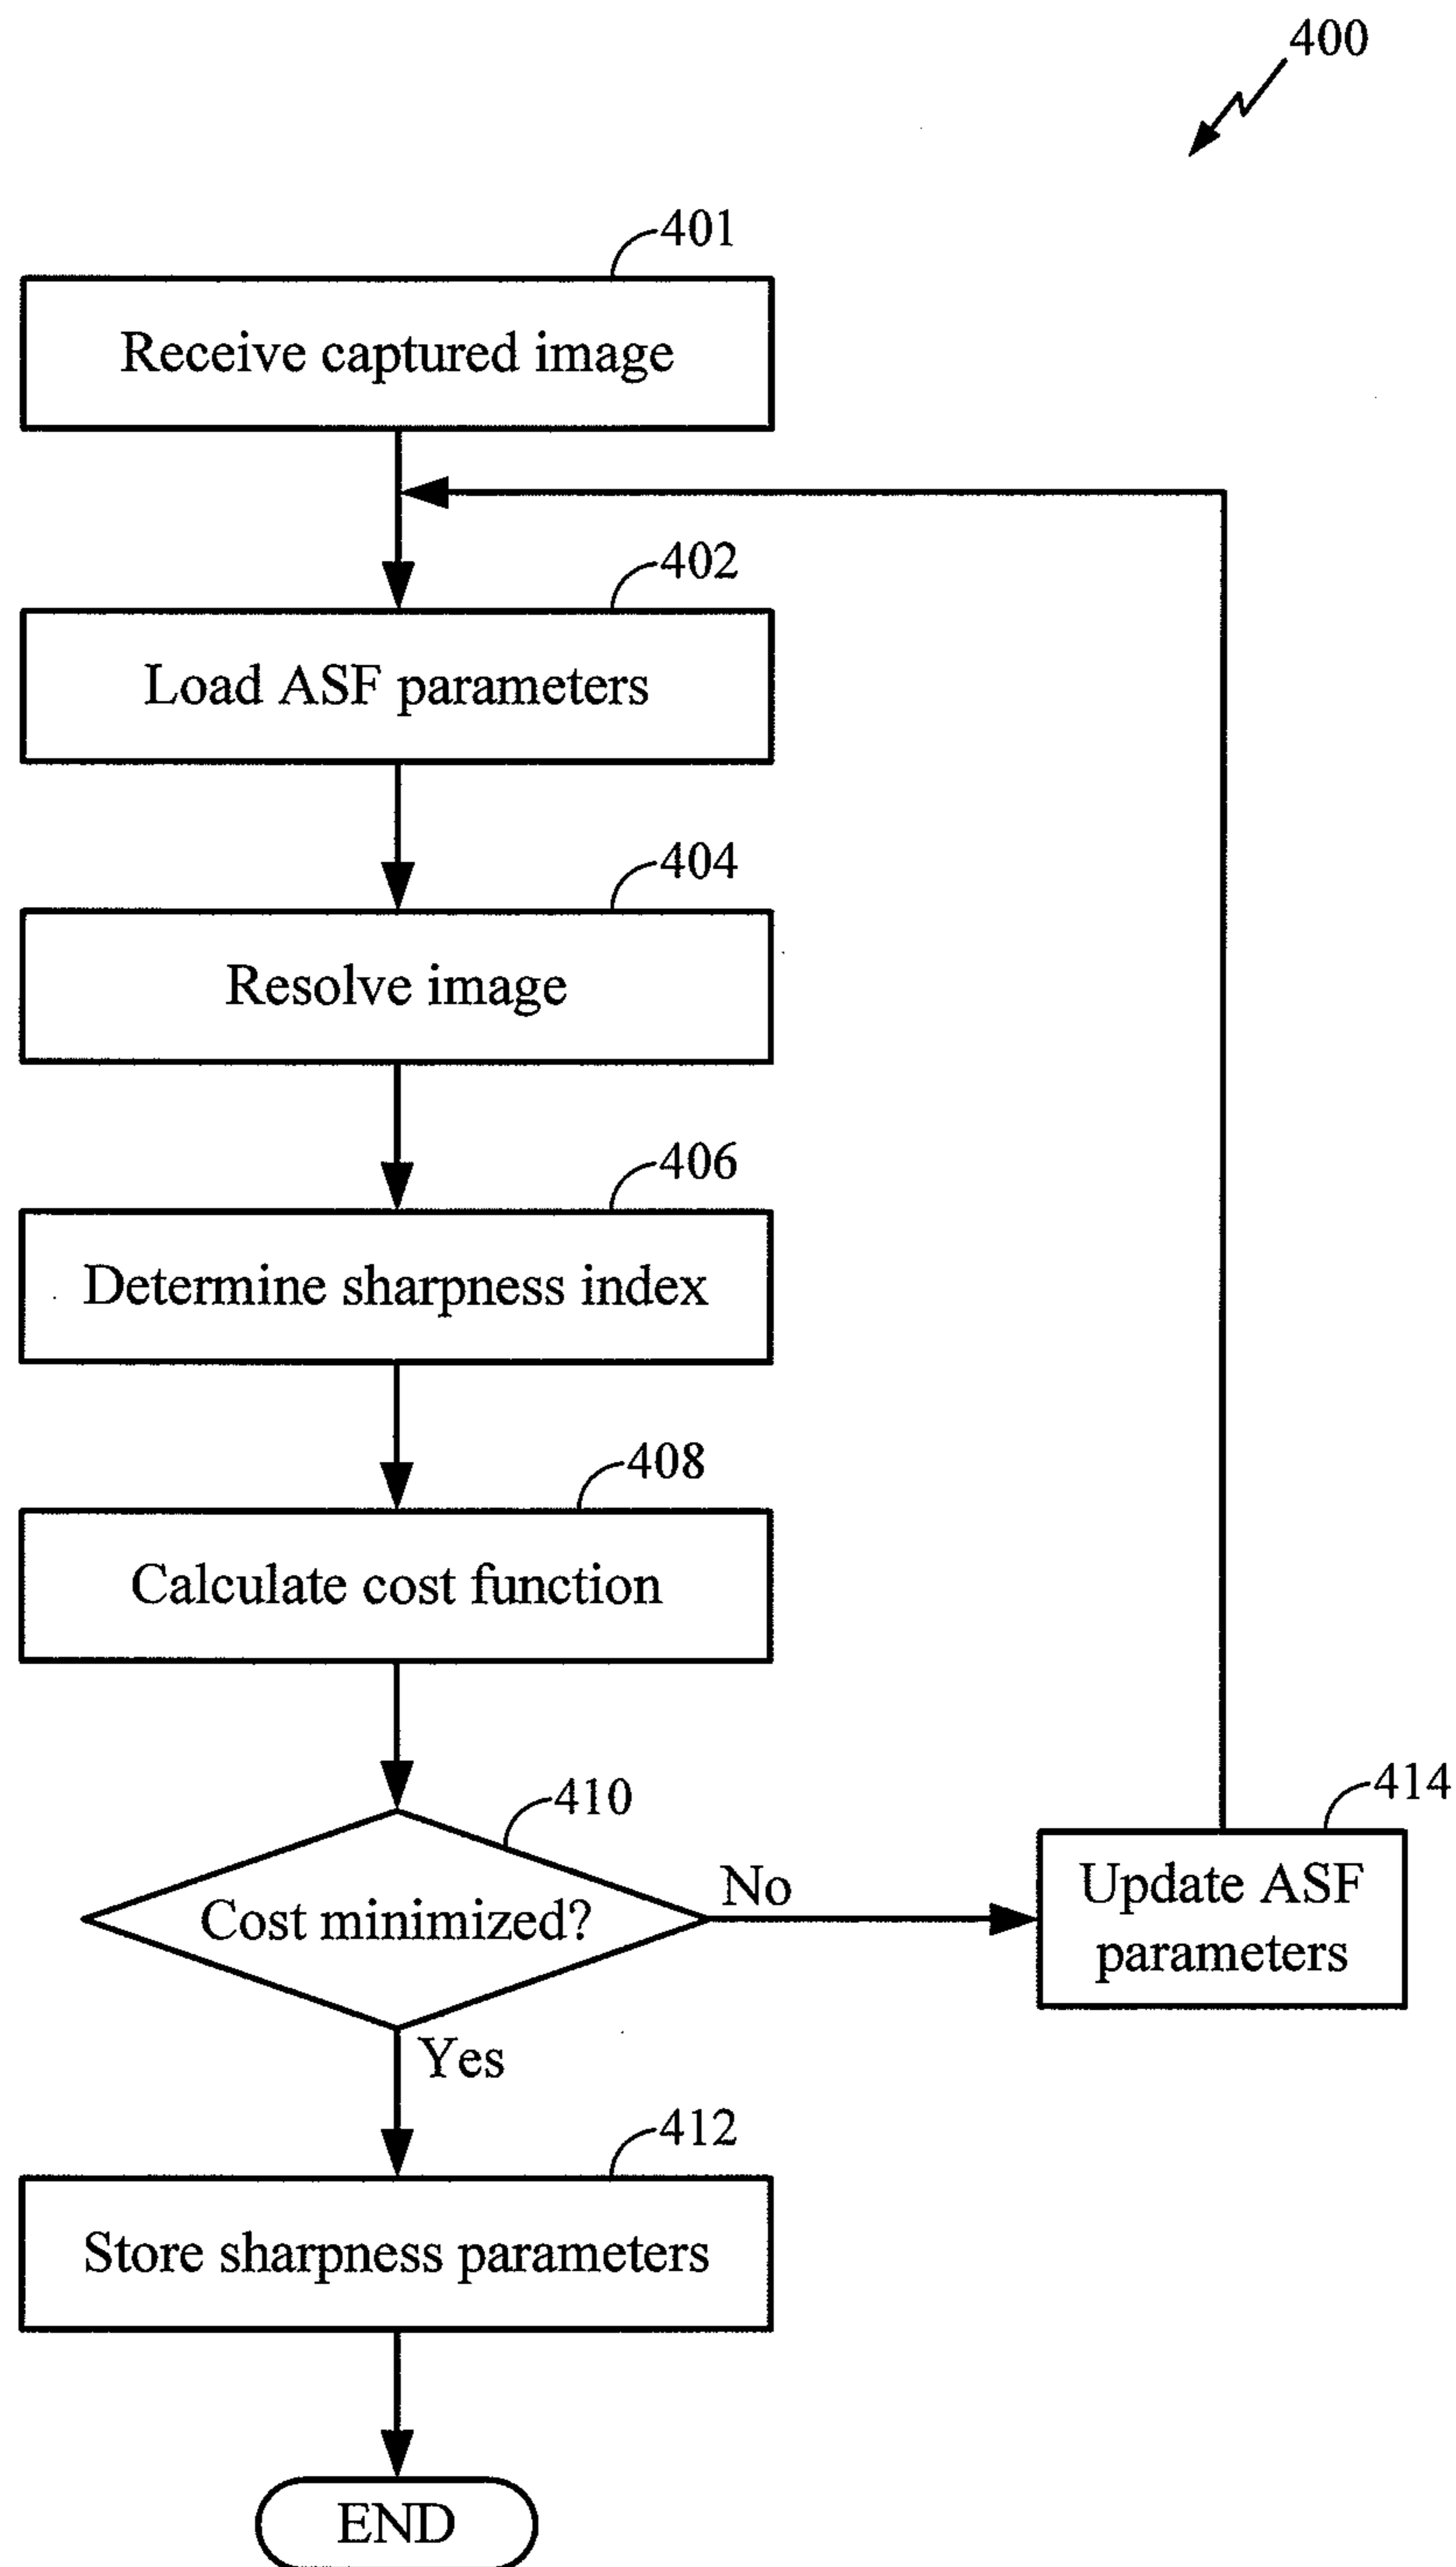 400
401
Receive captured image
402
Load ASF parameters
404
Resolve image
406
Determine sharpness index
408
Calculate cost function
410
Cost minimized?
No
414
Update ASF
parameters
Yes
412
Store sharpness parameters
END